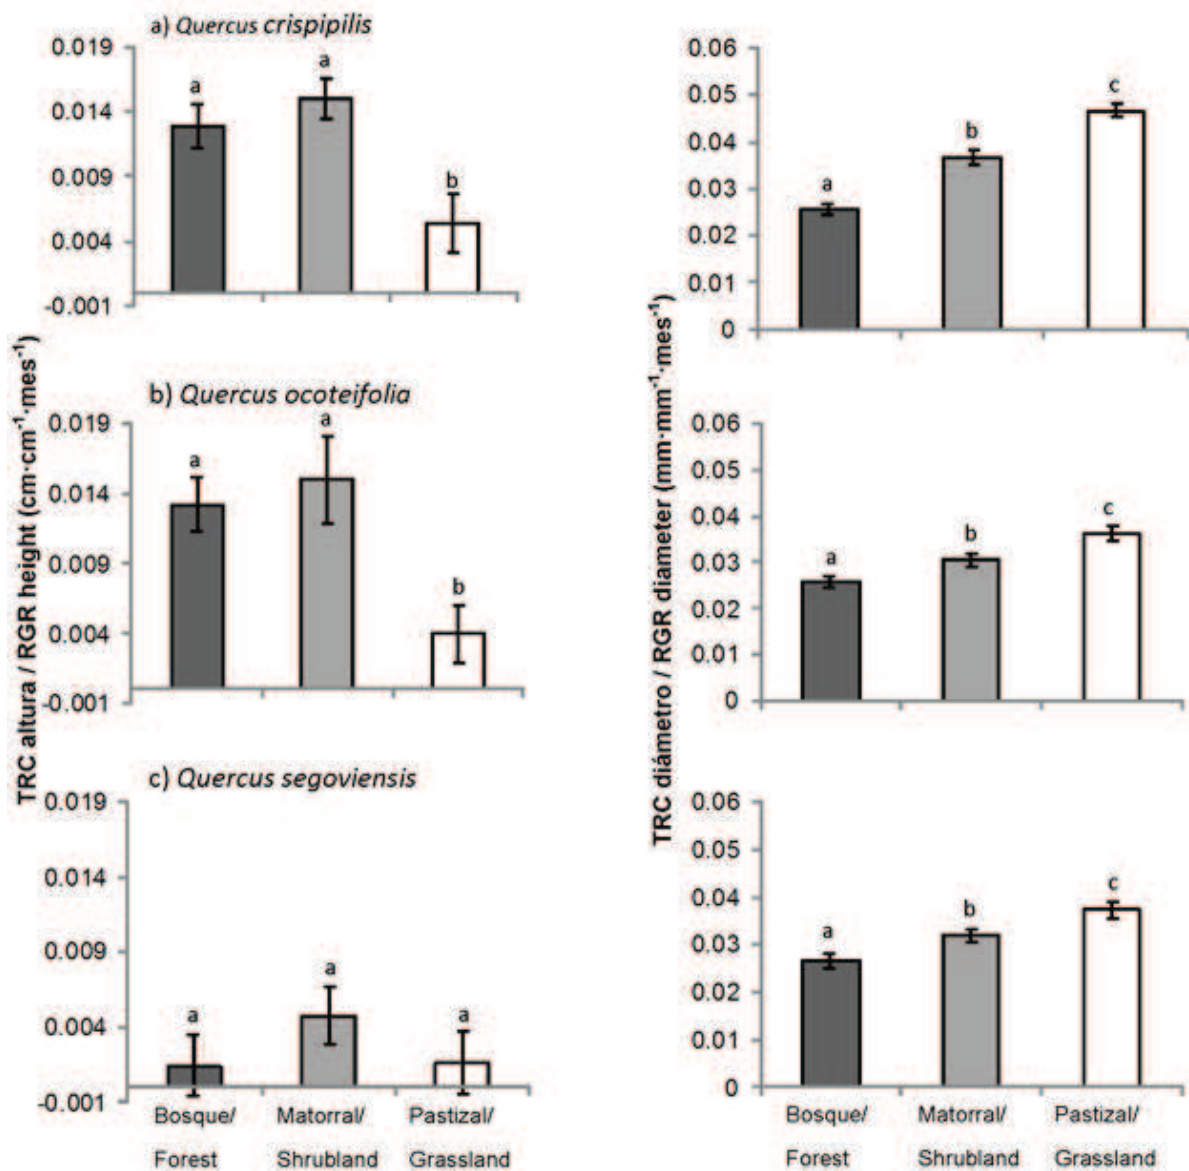 a) Quercus crispipilis
0.019
0.014
0.009
0.004
-0.001
a
a
b
0.06
0.05
0.04
0.03
0.02
0.01
0
a
b
c
TRC altura / RGR height (cm·cm⁻¹·mes⁻¹)
TRC diámetro / RGR diameter (mm·mm⁻¹·mes⁻¹)
b) Quercus ocoteifolia
0.019
0.014
0.009
0.004
-0.001
a
a
b
0.06
0.05
0.04
0.03
0.02
0.01
0
a
b
c
c) Quercus segoviensis
0.019
0.014
0.009
0.004
-0.001
a
a
a
Bosque/
Forest
Matorral/
Shrubland
Pastizal/
Grassland
0.06
0.05
0.04
0.03
0.02
0.01
0
a
b
c
Bosque/
Forest
Matorral/
Shrubland
Pastizal/
Grassland